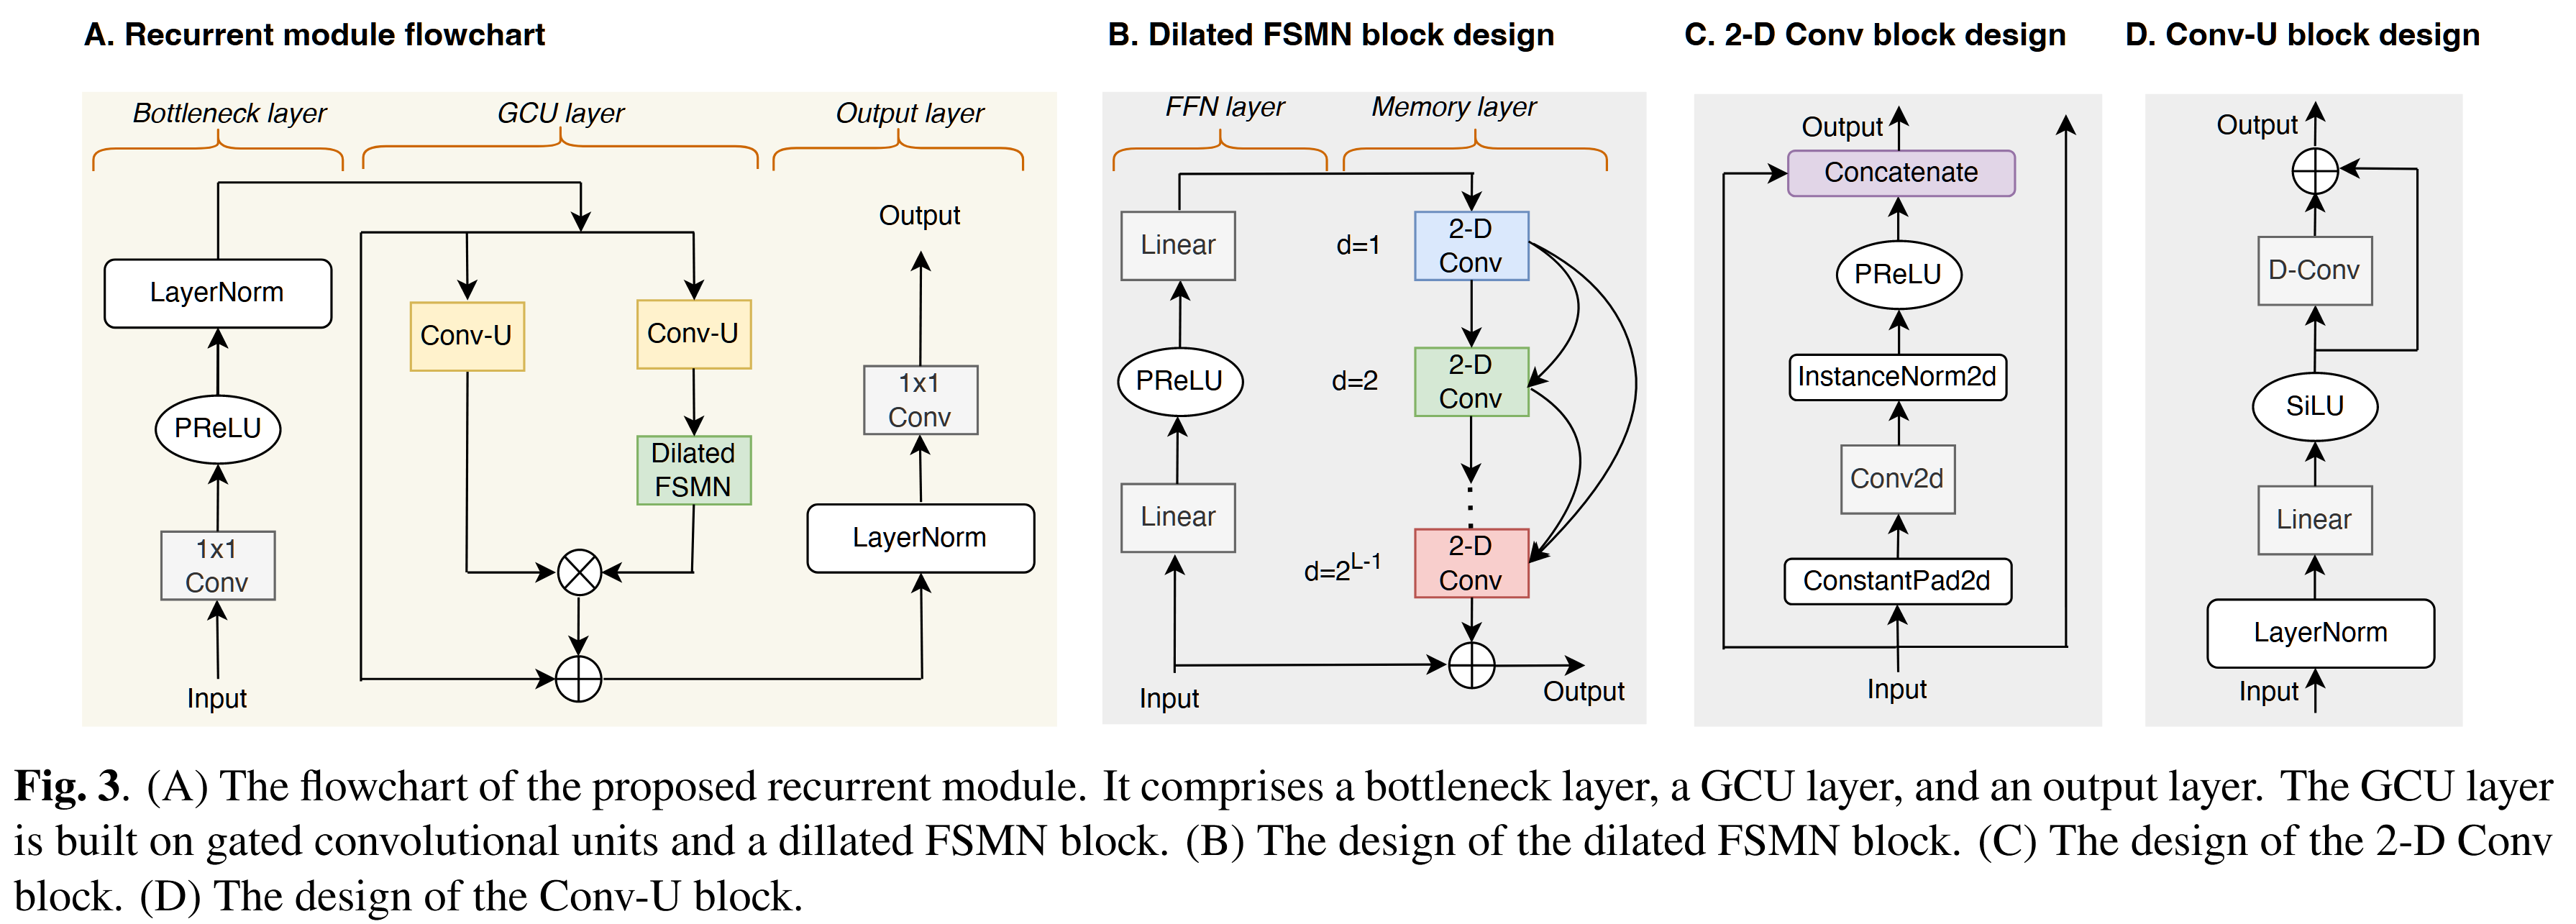 A. Recurrent module flowchart
Bottleneck layer
GCU layer
Output layer
LayerNorm
PReLU
1x1
Conv
Input
Conv-U
Conv-U
Dilated
FSMN
Output
1x1
Conv
LayerNorm
B. Dilated FSMN block design
FFN layer
Memory layer
Linear
PReLU
Linear
Input
d=1
2-D
Conv
d=2
2-D
Conv
d=2^{L-1}
2-D
Conv
Output
C. 2-D Conv block design
Output
Concatenate
PReLU
InstanceNorm2d
Conv2d
ConstantPad2d
Input
D. Conv-U block design
Output
D-Conv
SiLU
Linear
LayerNorm
Input
Fig. 3. (A) The flowchart of the proposed recurrent module. It comprises a bottleneck layer, a GCU layer, and an output layer. The GCU layer
is built on gated convolutional units and a dillated FSMN block. (B) The design of the dilated FSMN block. (C) The design of the 2-D Conv
block. (D) The design of the Conv-U block.